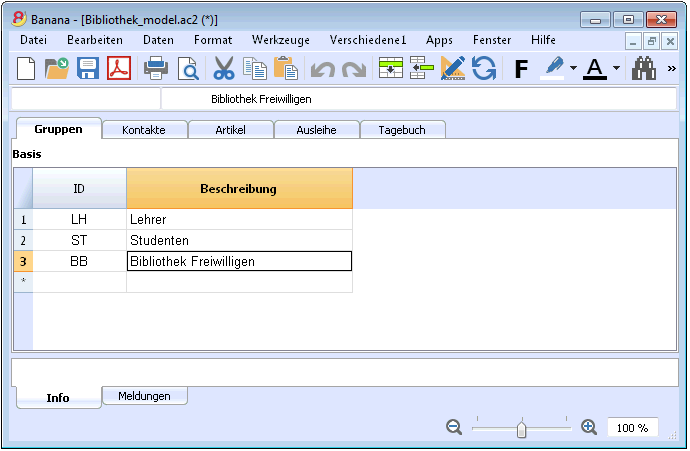 Banana - [Bibliothek_model.ac2 (*)]
Datei Bearbeiten Daten Format Werkzeuge Verschiedene1 Apps Fenster Hilfe
F A »
Bibliothek Freiwilligen
Gruppen Kontakte Artikel Ausleihe Tagebuch
Basis
ID Beschreibung
1 LH Lehrer
2 ST Studenten
3 BB Bibliothek Freiwilligen
*
Info Meldungen
100 %